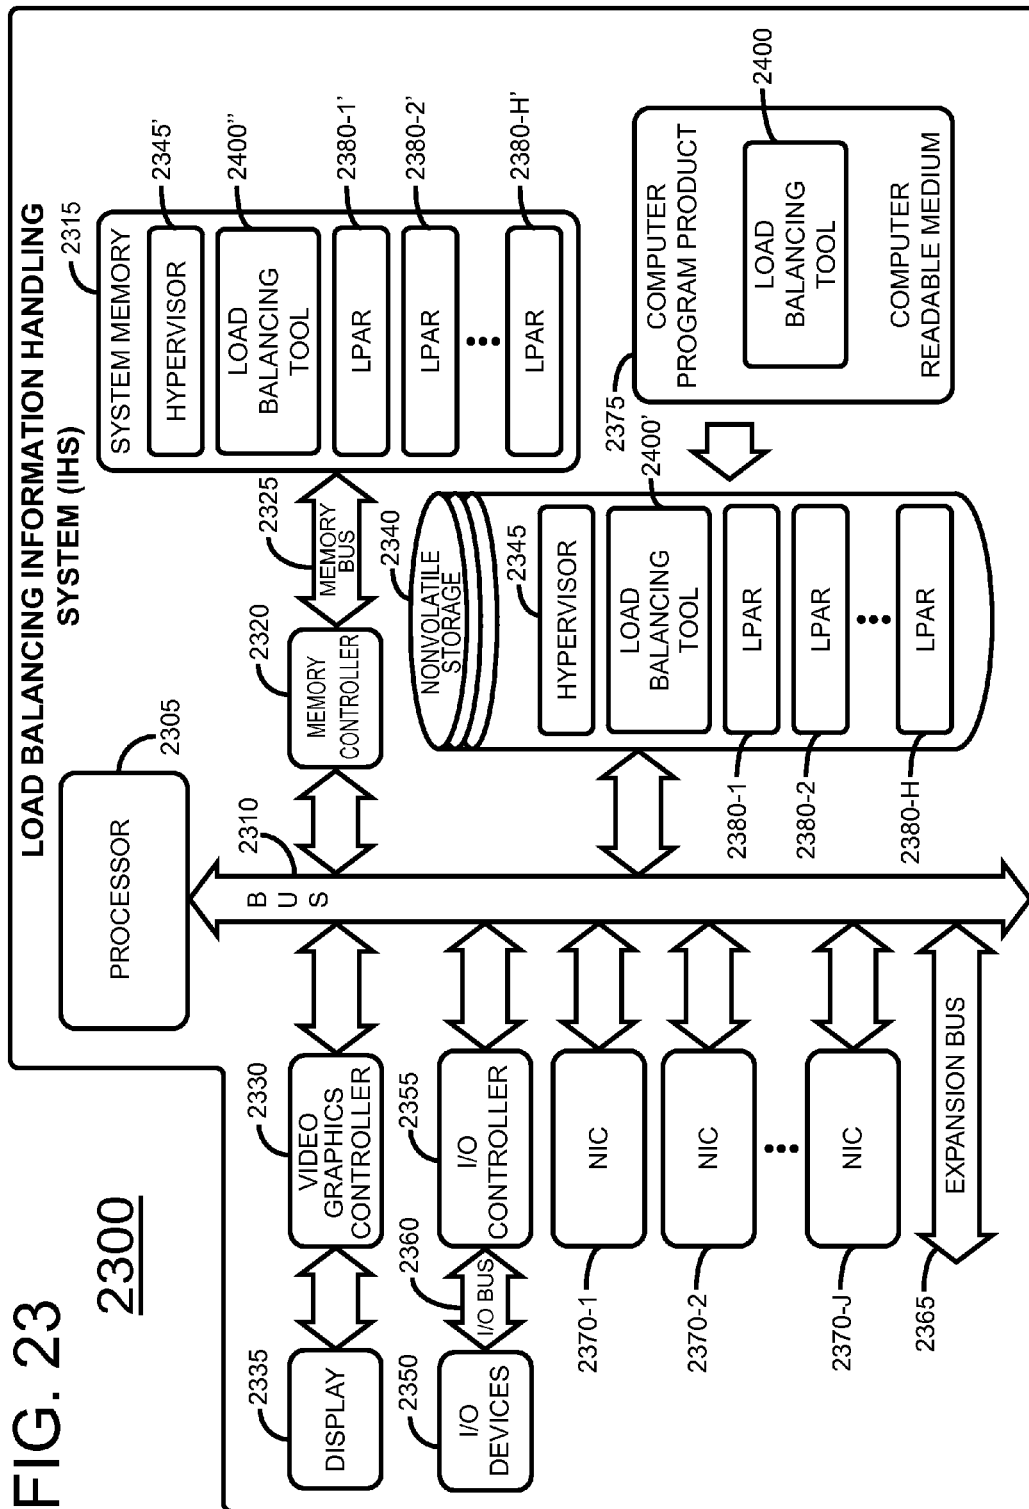 FIG. 23
2300
LOAD BALANCING INFORMATION HANDLING
SYSTEM (IHS)
PROCESSOR
2305
2310
B
U
S
DISPLAY
2335
VIDEO
GRAPHICS
CONTROLLER
2330
MEMORY
CONTROLLER
2320
MEMORY
BUS
2325
SYSTEM MEMORY
2315
HYPERVISOR
2345'
LOAD
BALANCING
TOOL
2400''
LPAR
2380-1'
LPAR
2380-2'
LPAR
2380-H'
I/O
DEVICES
2350
I/O BUS
2360
I/O
CONTROLLER
2355
NIC
2370-1
NIC
2370-2
NIC
2370-J
EXPANSION BUS
2365
NONVOLATILE
STORAGE
2340
HYPERVISOR
2345
LOAD
BALANCING
TOOL
2400'
LPAR
2380-1
LPAR
2380-2
LPAR
2380-H
2375
COMPUTER
PROGRAM PRODUCT
LOAD
BALANCING
TOOL
2400
COMPUTER
READABLE MEDIUM